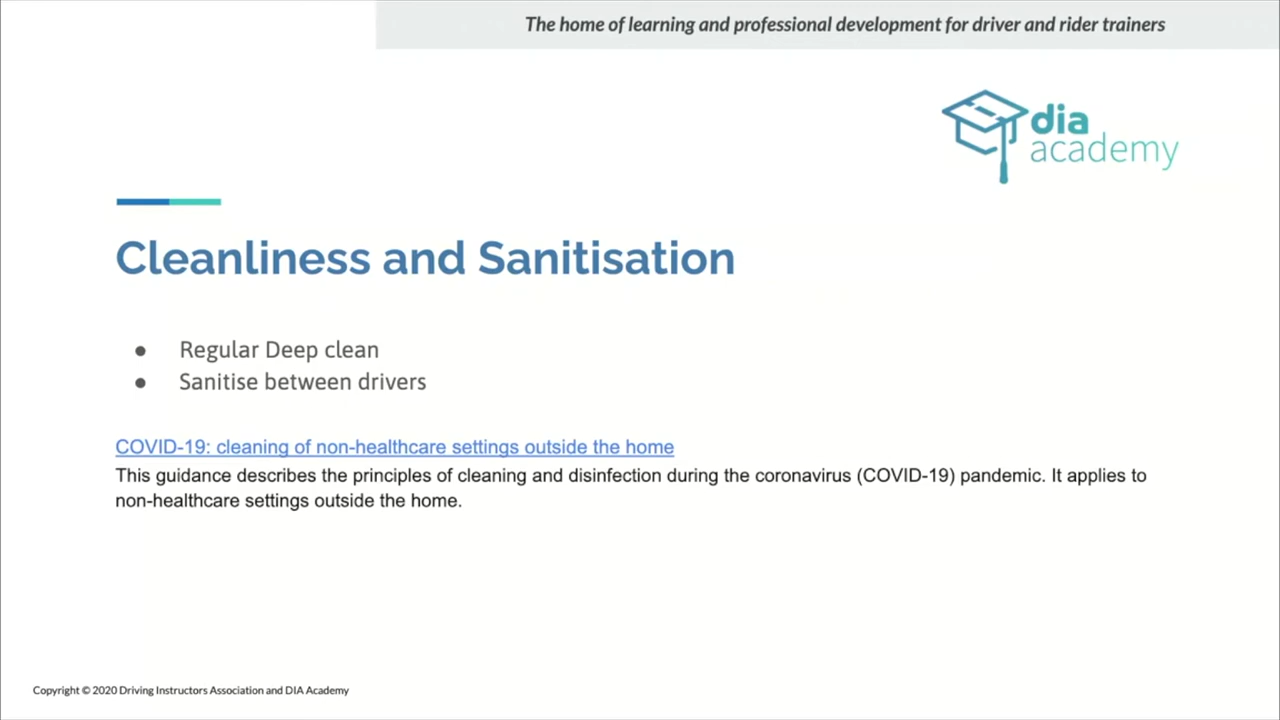 The home of learning and professional development for driver and rider trainers
dia
academy
Cleanliness and Sanitisation
● Regular Deep clean
● Sanitise between drivers
COVID-19: cleaning of non-healthcare settings outside the home
This guidance describes the principles of cleaning and disinfection during the coronavirus (COVID-19) pandemic. It applies to
non-healthcare settings outside the home.
Copyright © 2020 Driving Instructors Association and DIA Academy